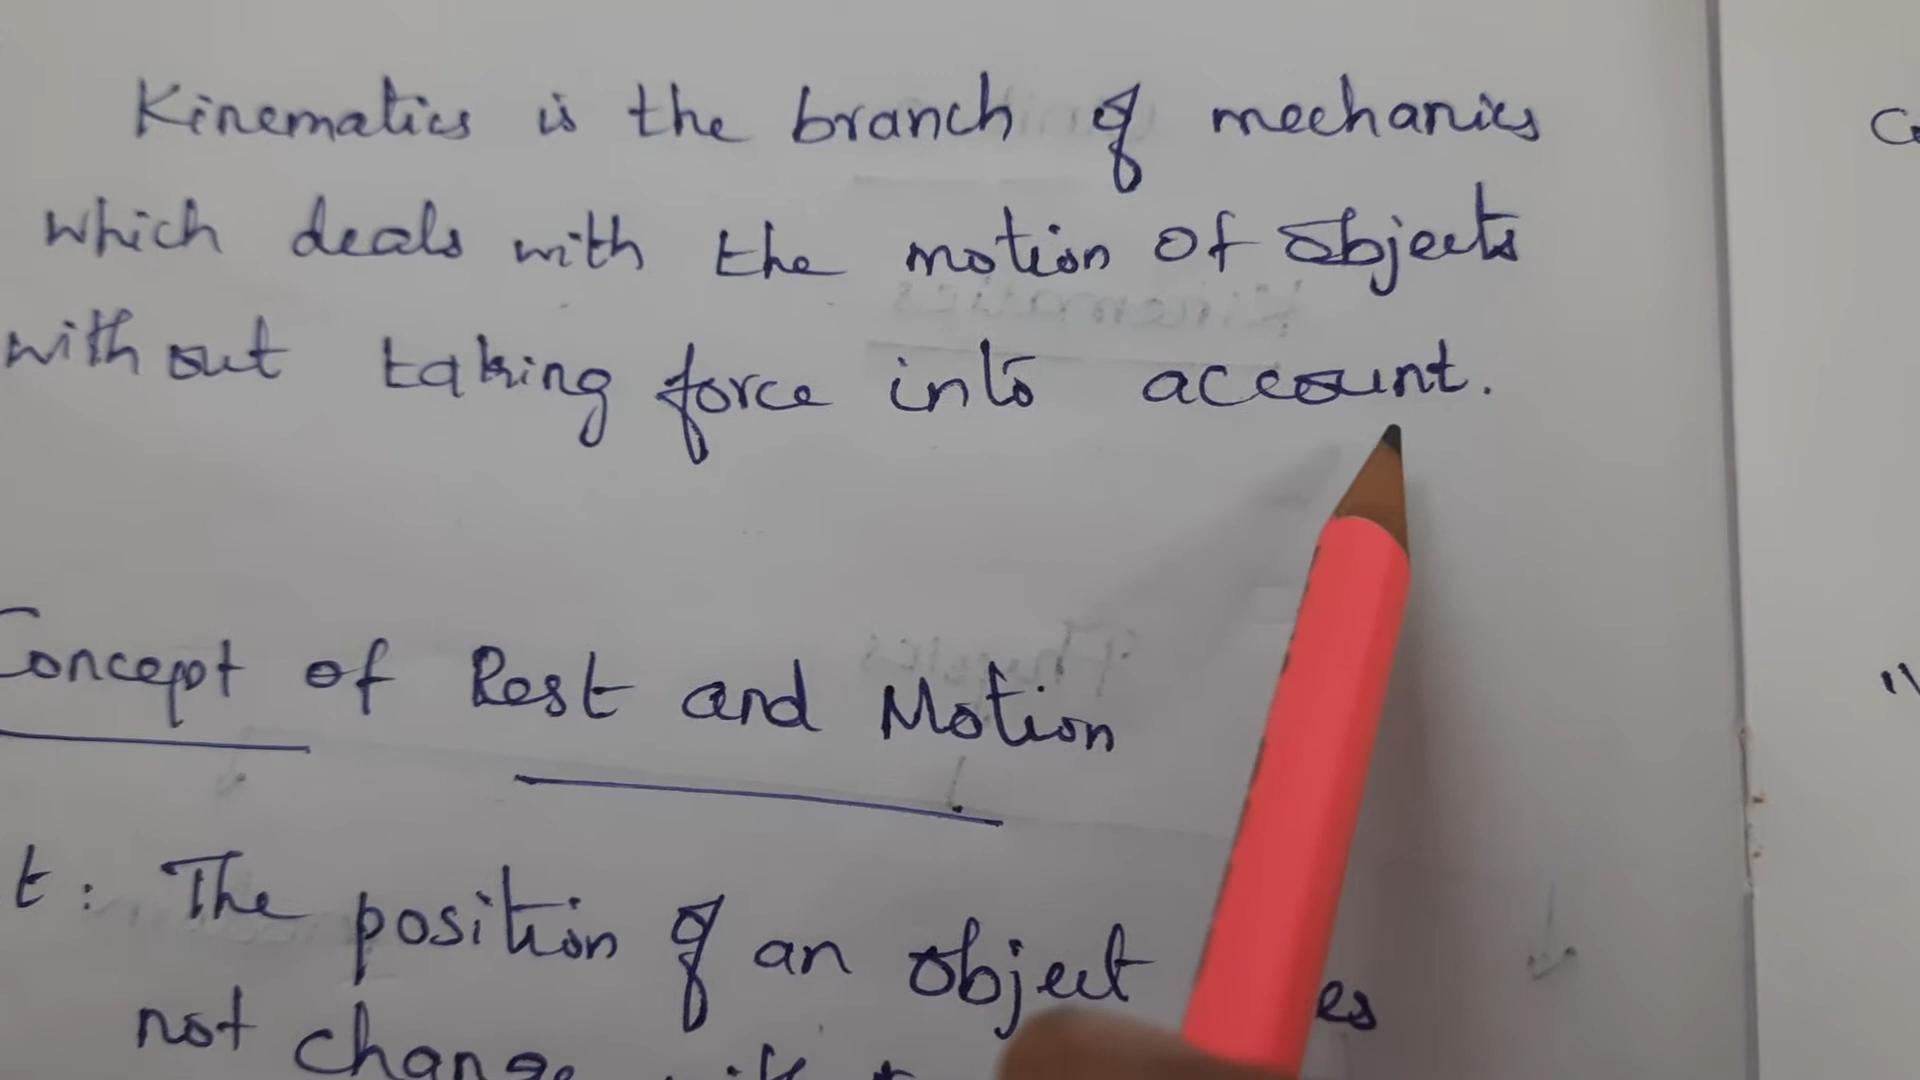 Kinematics is the branch of mechanics
which deals with the motion of objects
without taking force into account.
Concept of Rest and Motion
t: The position of an object es
not change